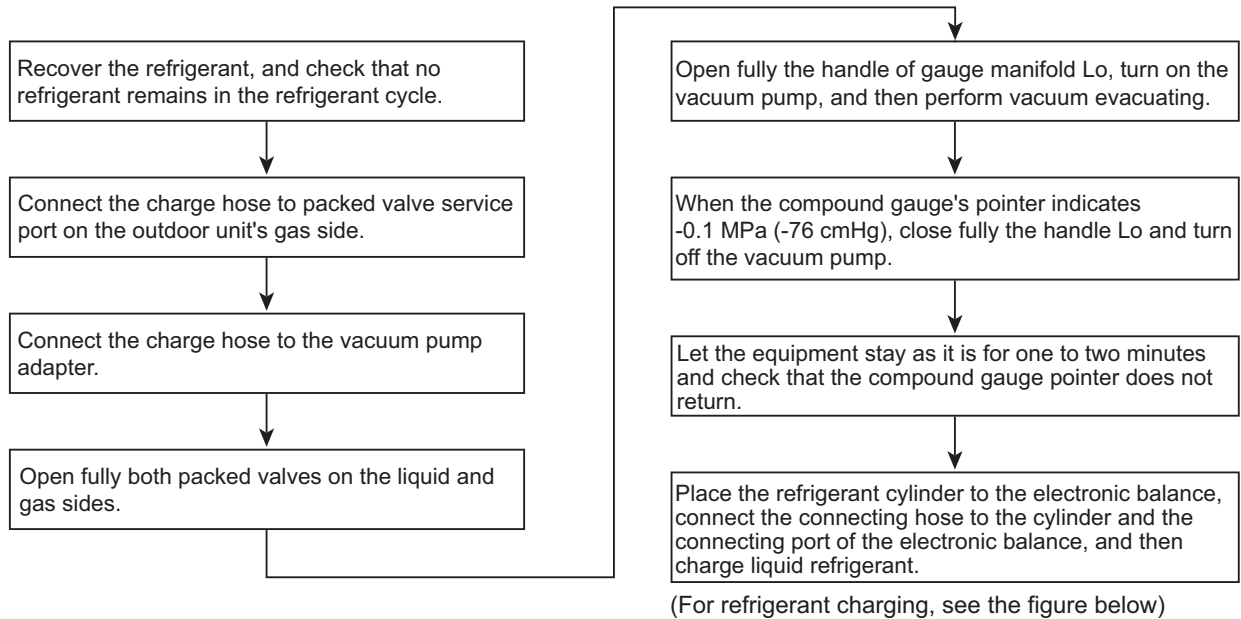 Recover the refrigerant, and check that no
refrigerant remains in the refrigerant cycle.
Connect the charge hose to packed valve service
port on the outdoor unit's gas side.
Connect the charge hose to the vacuum pump
adapter.
Open fully both packed valves on the liquid and
gas sides.
Open fully the handle of gauge manifold Lo, turn on the
vacuum pump, and then perform vacuum evacuating.
When the compound gauge's pointer indicates
-0.1 MPa (-76 cmHg), close fully the handle Lo and turn
off the vacuum pump.
Let the equipment stay as it is for one to two minutes
and check that the compound gauge pointer does not
return.
Place the refrigerant cylinder to the electronic balance,
connect the connecting hose to the cylinder and the
connecting port of the electronic balance, and then
charge liquid refrigerant.
(For refrigerant charging, see the figure below)